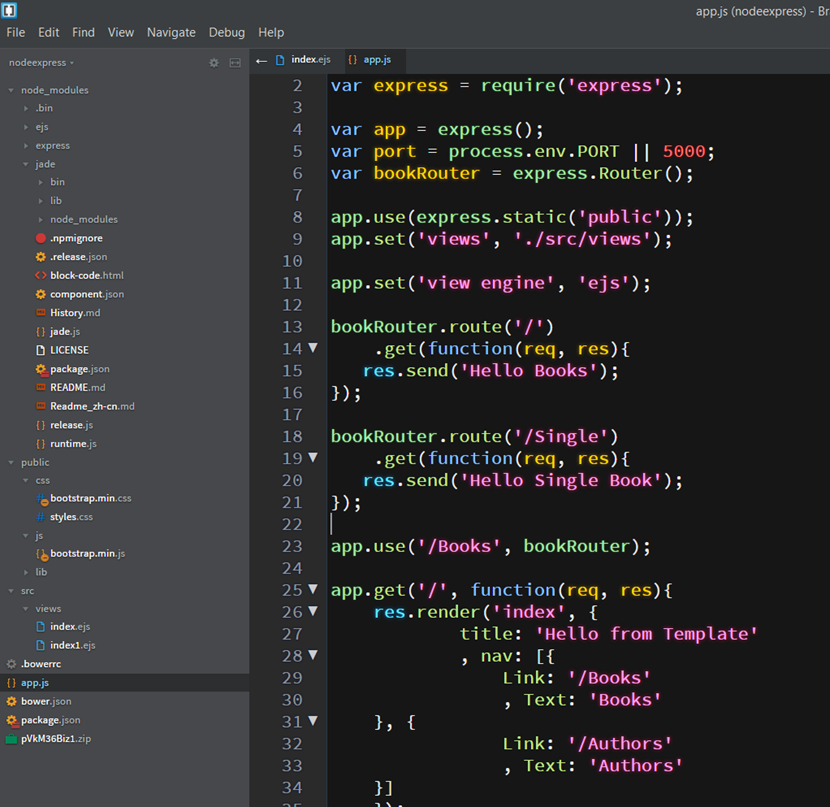 app.js (nodeexpress) - Br
File Edit Find View Navigate Debug Help
nodeexpress
node_modules
.bin
ejs
express
jade
bin
lib
node_modules
.npmignore
.release.json
block-code.html
component.json
History.md
jade.js
LICENSE
package.json
README.md
Readme_zh-cn.md
release.js
runtime.js
public
css
bootstrap.min.css
styles.css
js
bootstrap.min.js
lib
src
views
index.ejs
index1.ejs
.bowerrc
app.js
bower.json
package.json
pVkM36Biz1.zip
index.ejs app.js
2 var express = require('express');
3
4 var app = express();
5 var port = process.env.PORT || 5000;
6 var bookRouter = express.Router();
7
8 app.use(express.static('public'));
9 app.set('views', './src/views');
10
11 app.set('view engine', 'ejs');
12
13 bookRouter.route('/')
14     .get(function(req, res){
15    res.send('Hello Books');
16 });
17
18 bookRouter.route('/Single')
19     .get(function(req, res){
20    res.send('Hello Single Book');
21 });
22
23 app.use('/Books', bookRouter);
24
25 app.get('/', function(req, res){
26     res.render('index', {
27             title: 'Hello from Template'
28             , nav: [{
29                 Link: '/Books'
30                 , Text: 'Books'
31     }, {
32                 Link: '/Authors'
33                 , Text: 'Authors'
34     }]
35     });